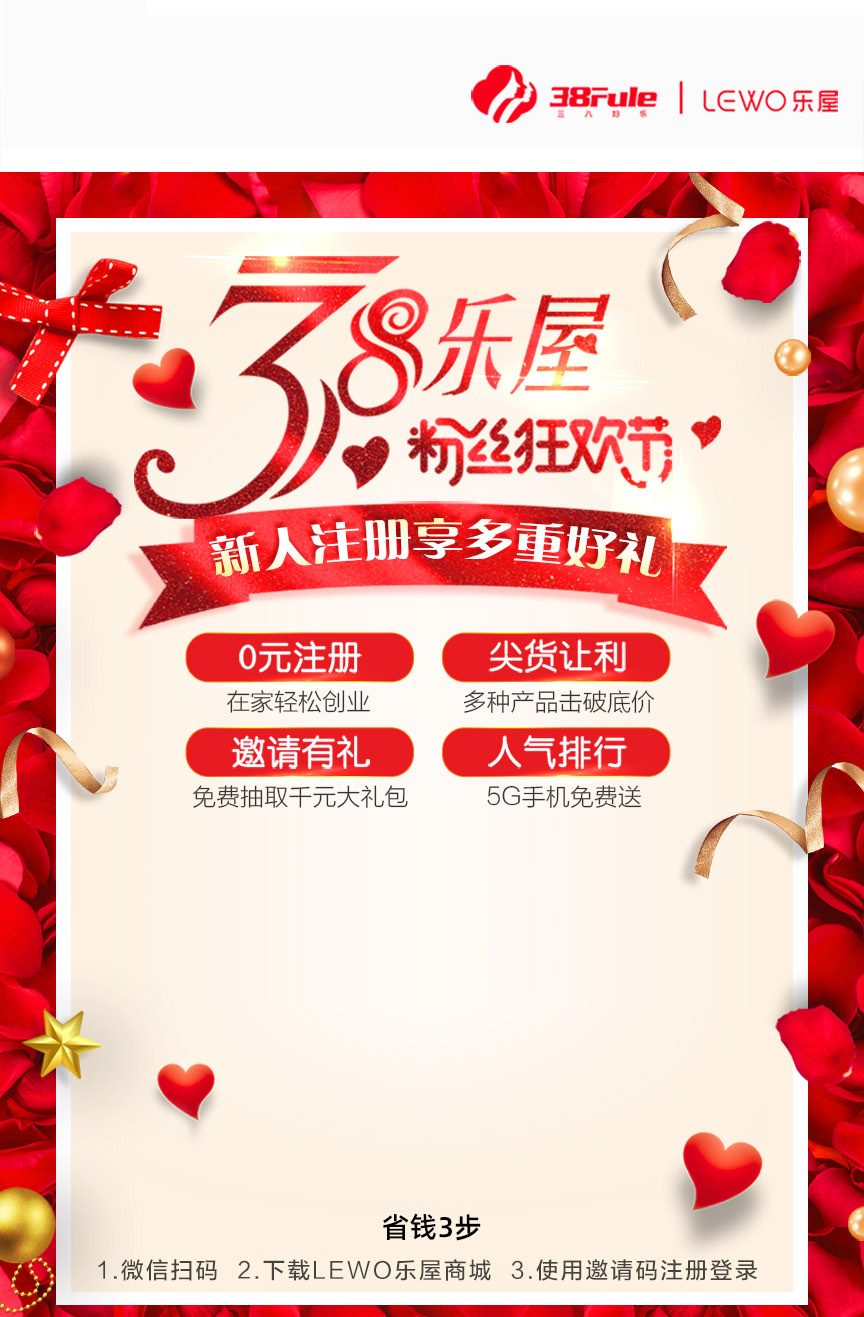 38Fule
三八妇乐
LEWO乐屋
38乐屋
粉丝狂欢节
新人注册享多重好礼
0元注册 尖货让利
在家轻松创业 多种产品击破底价
邀请有礼 人气排行
免费抽取千元大礼包 5G手机免费送
省钱3步
1.微信扫码 2.下载LEWO乐屋商城 3.使用邀请码注册登录